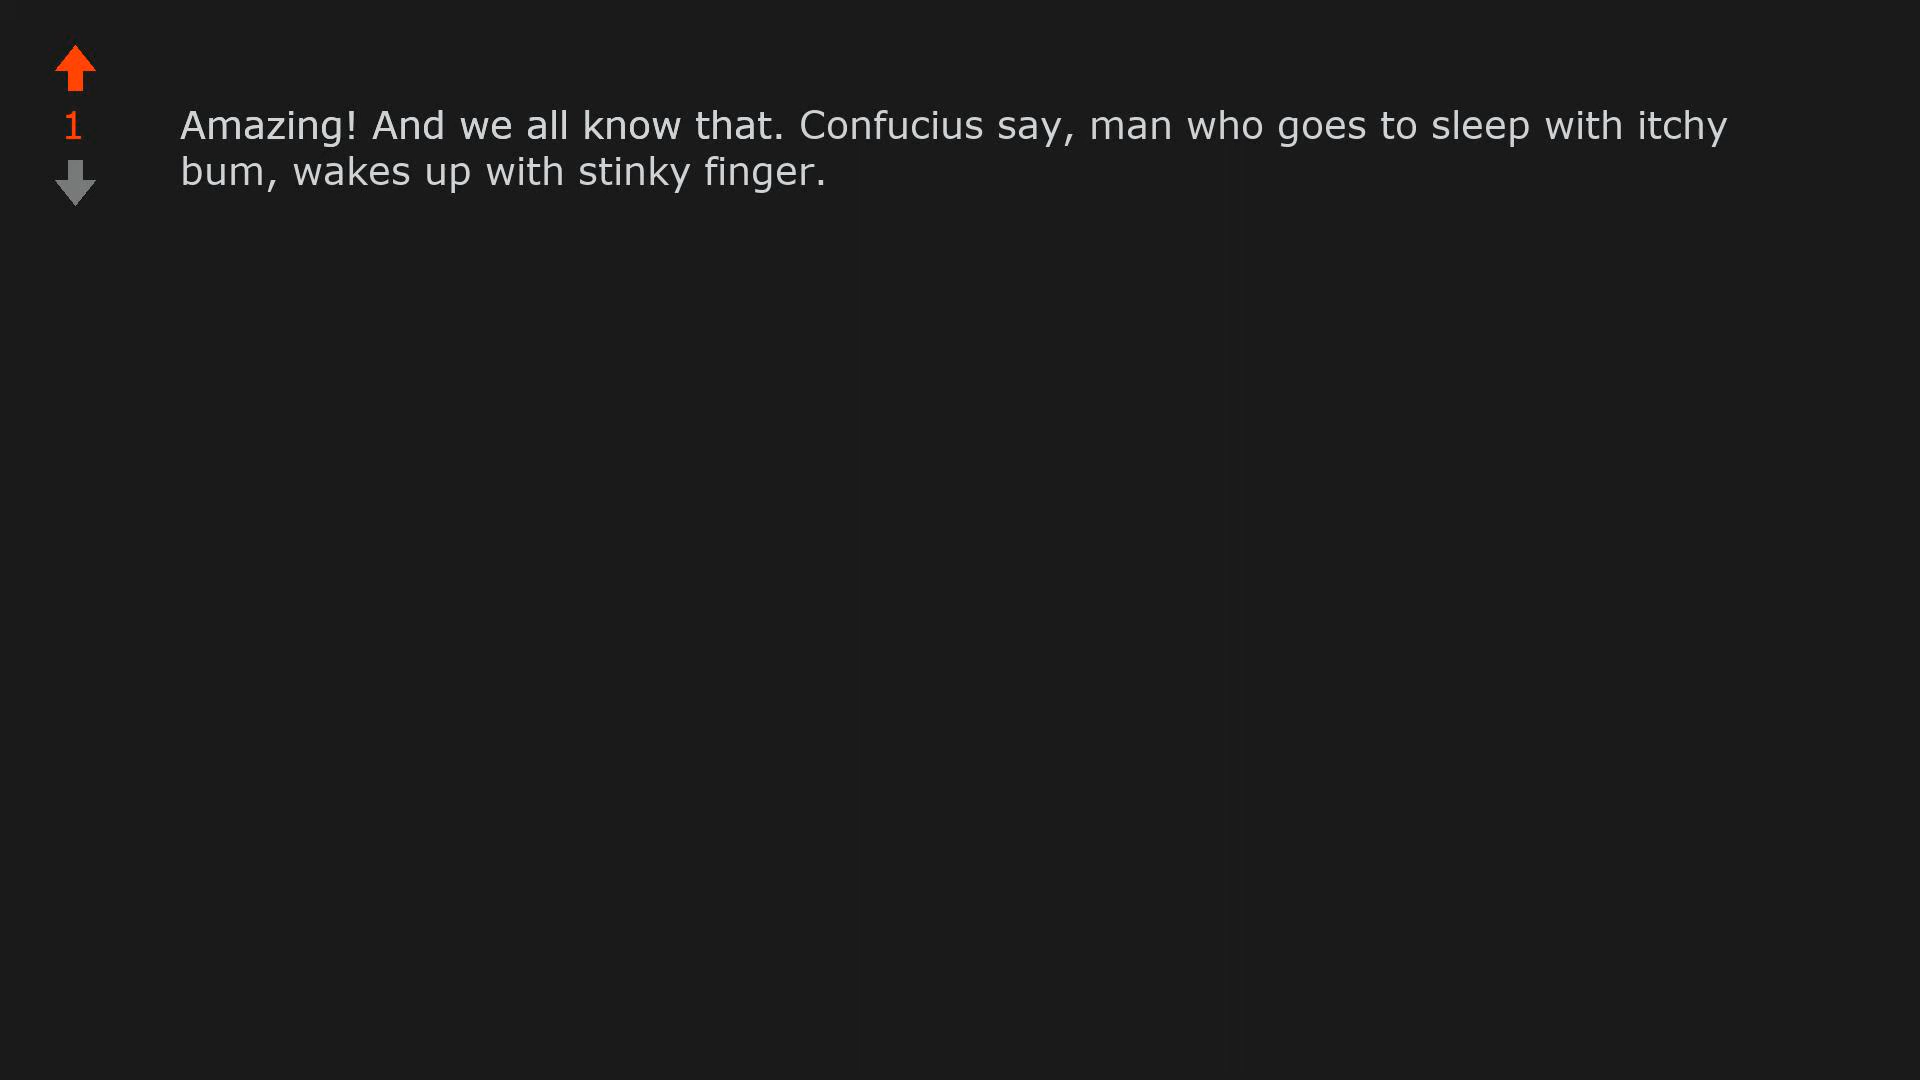 1
Amazing! And we all know that. Confucius say, man who goes to sleep with itchy
bum, wakes up with stinky finger.